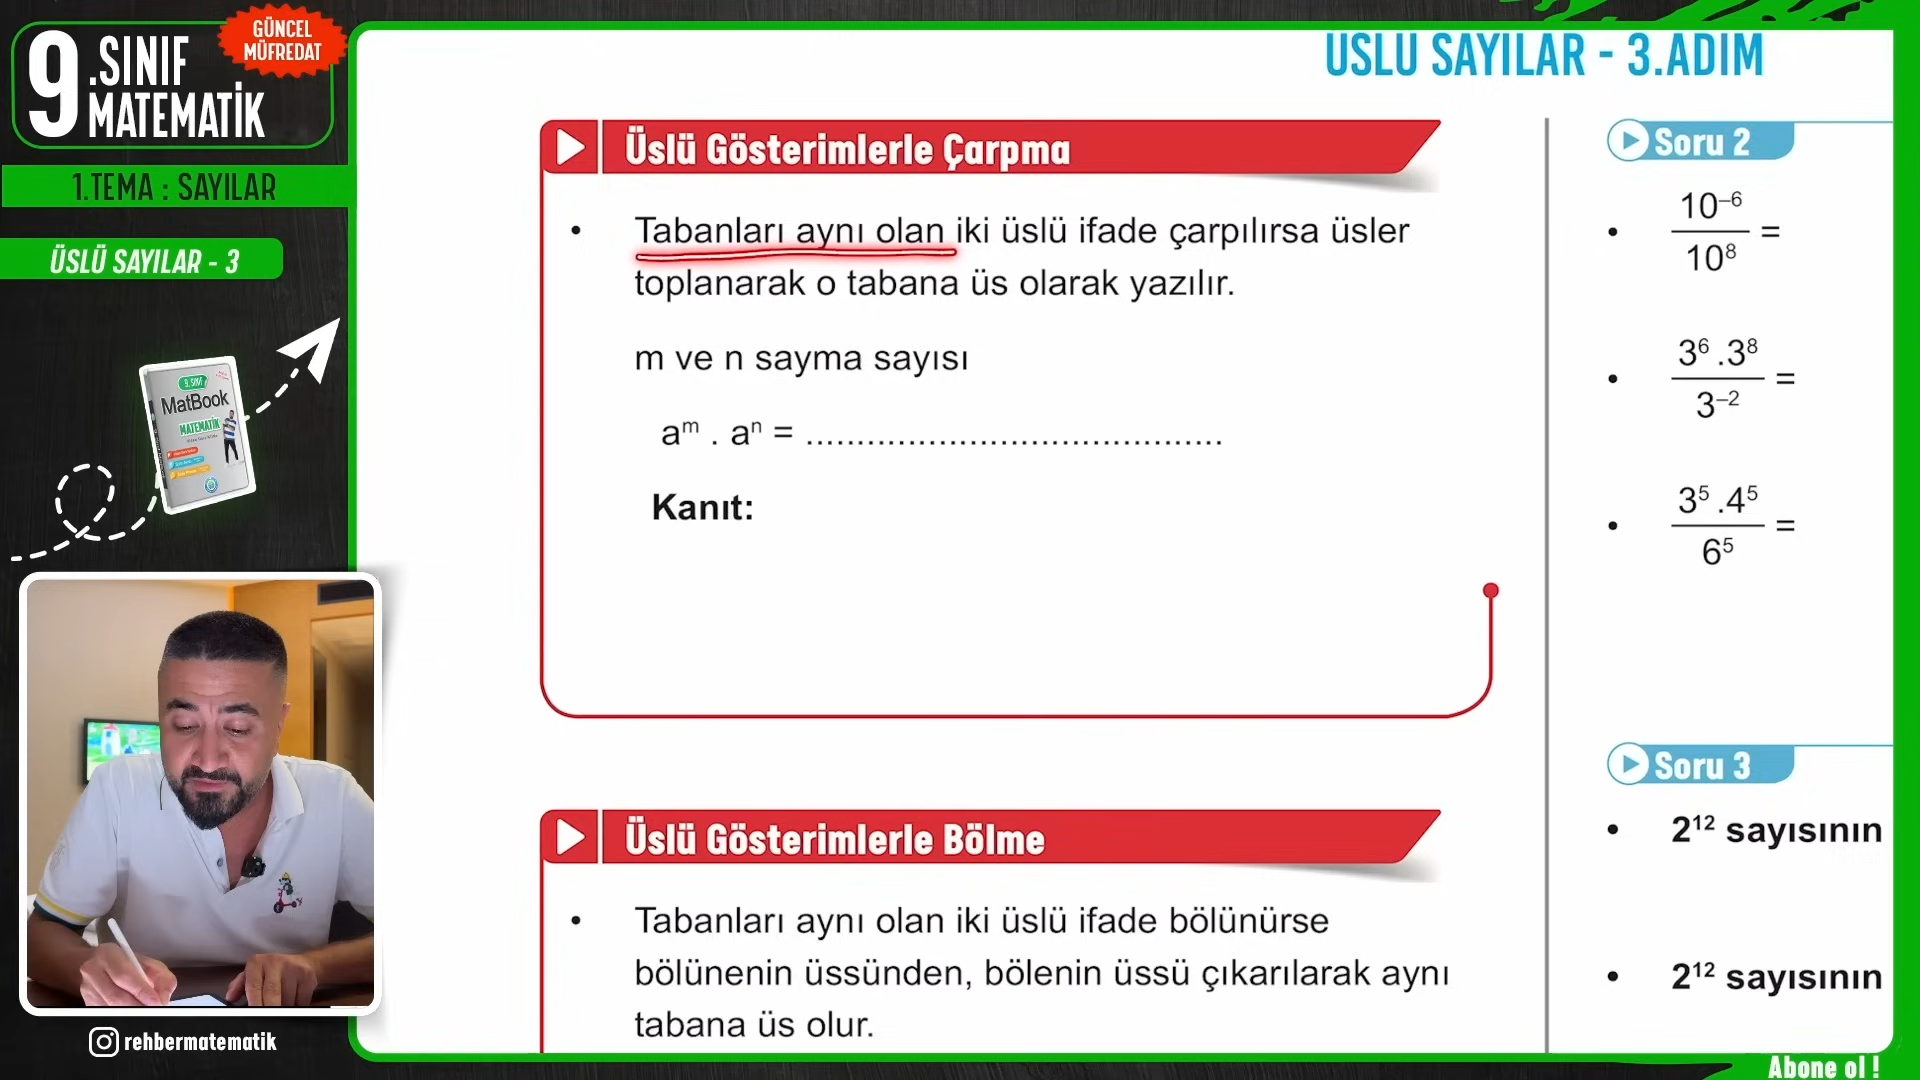 GÜNCEL
MÜFREDAT
9.SINIF
MATEMATİK
1.TEMA : SAYILAR
ÜSLÜ SAYILAR - 3
9. SINIF
MatBook
MATEMATİK
rehbermatematik
ÜSLÜ SAYILAR - 3.ADIM
Üslü Gösterimlerle Çarpma
• Tabanları aynı olan iki üslü ifade çarpılırsa üsler
toplanarak o tabana üs olarak yazılır.
m ve n sayma sayısı
aᵐ . aⁿ = .........................................
Kanıt:
Üslü Gösterimlerle Bölme
• Tabanları aynı olan iki üslü ifade bölünürse
bölünenin üssünden, bölenin üssü çıkarılarak aynı
tabana üs olur.
Soru 2
• 10⁻⁶
10⁸ =
• 3⁶ .3⁸
3⁻² =
• 3⁵ .4⁵
6⁵ =
Soru 3
• 2¹² sayısının
• 2¹² sayısının
Abone ol !